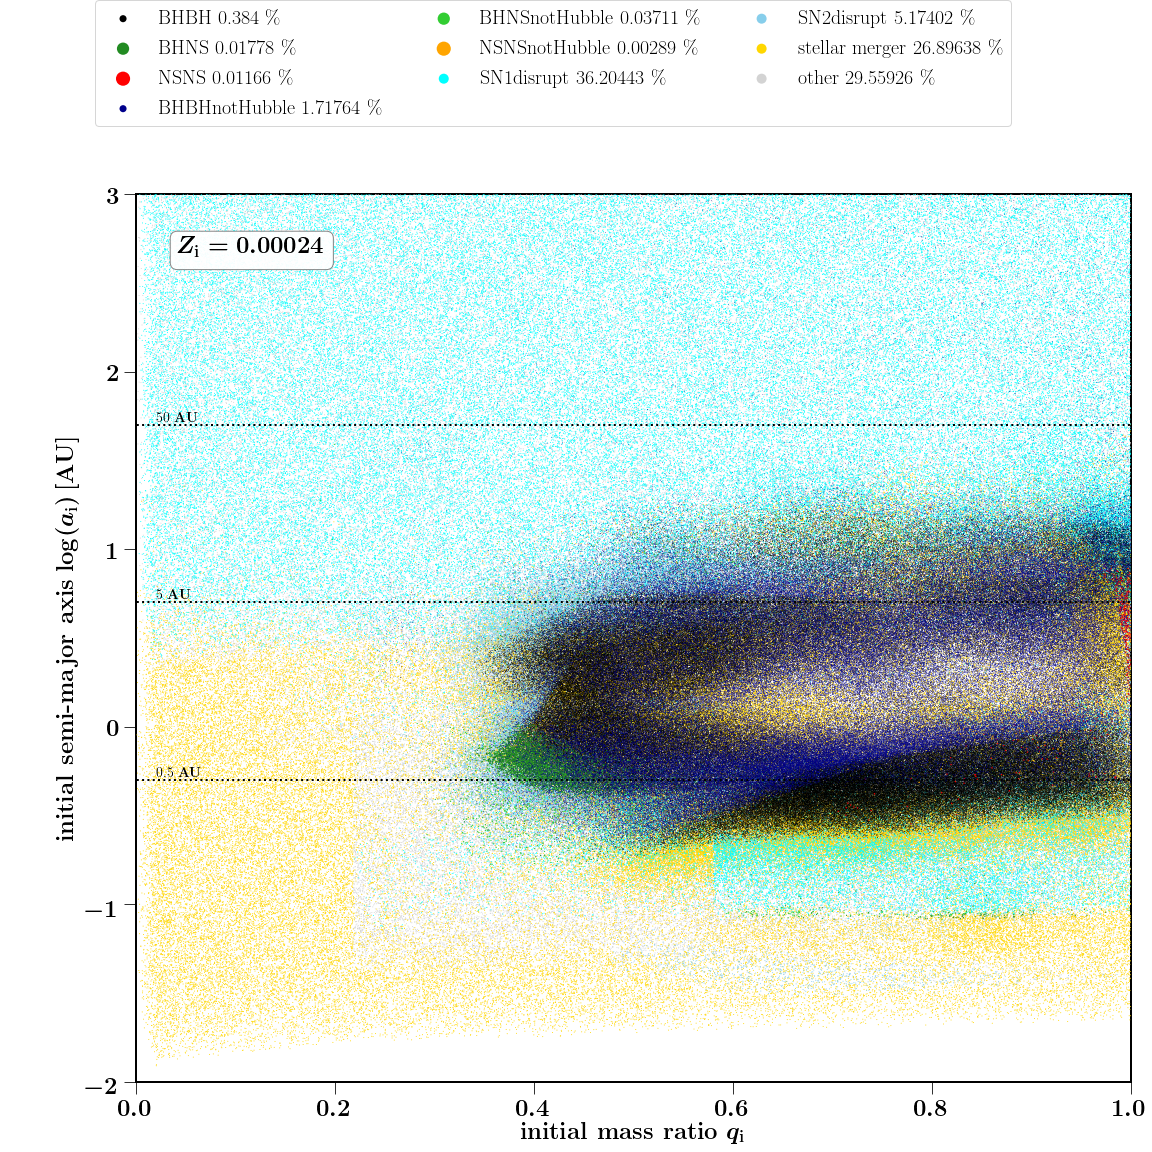 BHBH 0.384 %
BHNS 0.01778 %
NSNS 0.01166 %
BHBHnotHubble 1.71764 %
BHNSnotHubble 0.03711 %
NSNSnotHubble 0.00289 %
SN1disrupt 36.20443 %
SN2disrupt 5.17402 %
stellar merger 26.89638 %
other 29.55926 %
3
Zi = 0.00024
2
50 AU
1
5 AU
0
0.5 AU
−1
−2
initial semi-major axis log(ai) [AU]
0.0 0.2 0.4 0.6 0.8 1.0
initial mass ratio qi